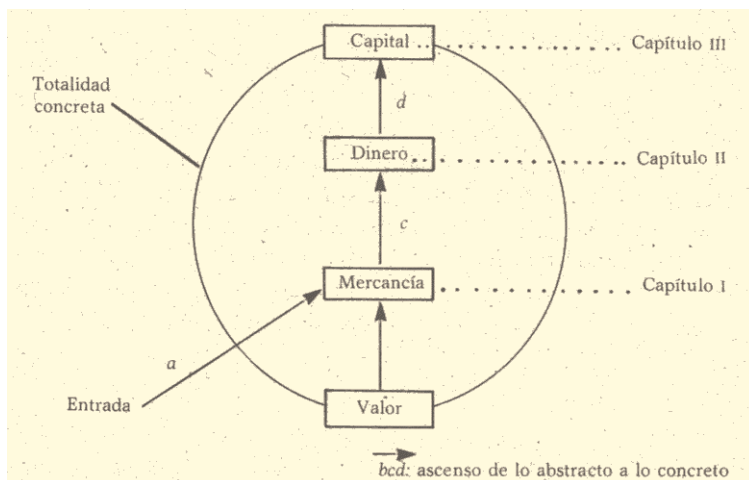 Capital
Capítulo III
Totalidad
concreta
d
Dinero
Capítulo II
c
Mercancía
Capítulo I
a
Entrada
Valor
bcd: ascenso de lo abstracto a lo concreto